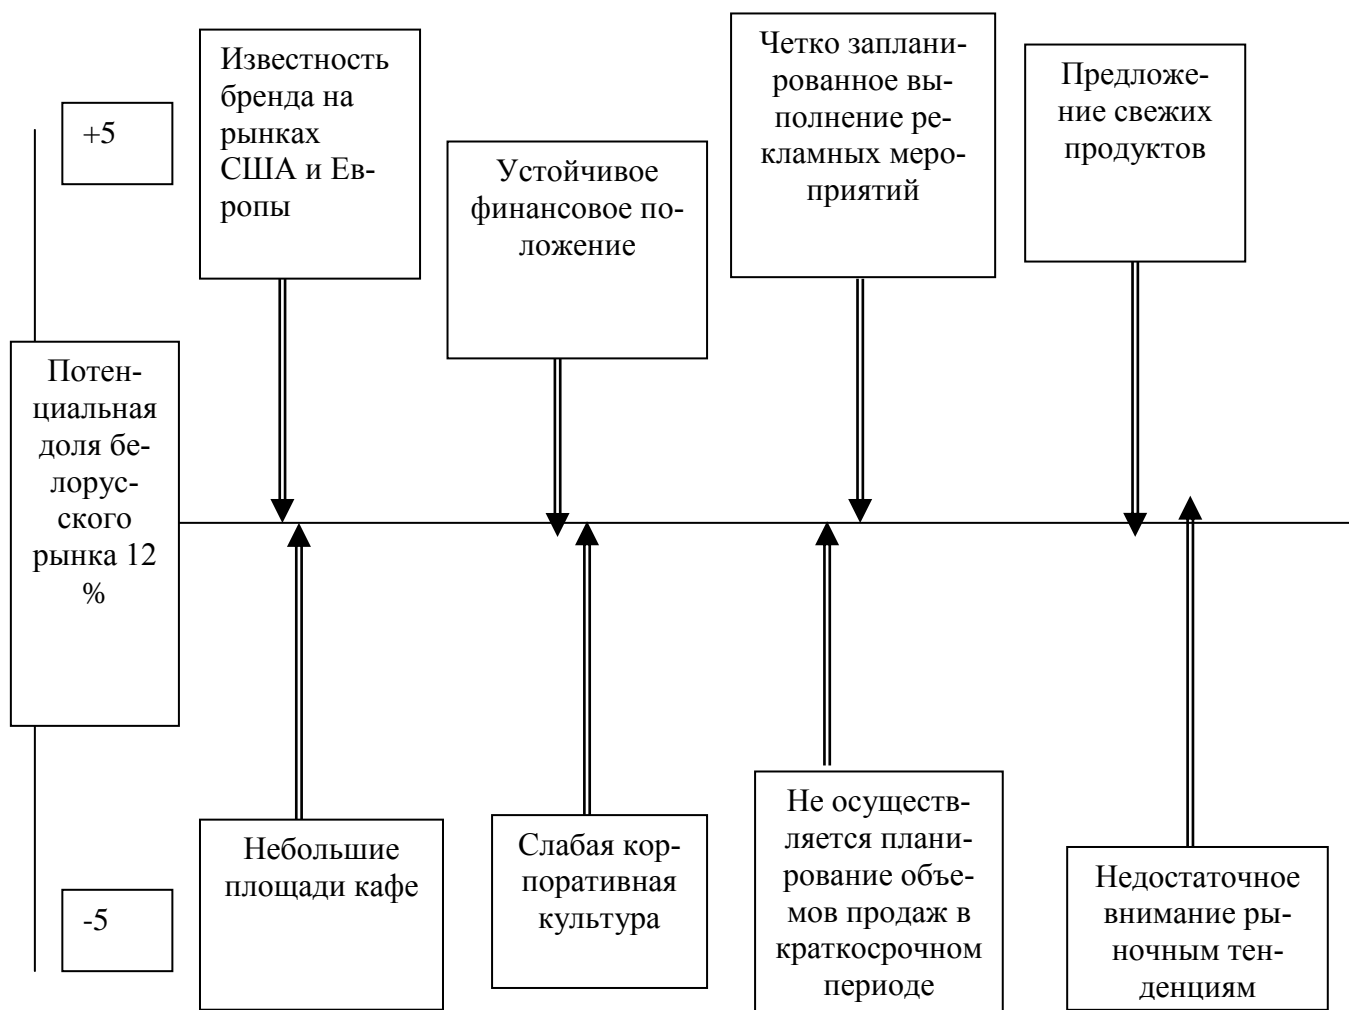 +5
Известность
бренда на
рынках
США и Ев-
ропы
Устойчивое
финансовое по-
ложение
Четко заплани-
рованное вы-
полнение ре-
кламных меро-
приятий
Предложе-
ние свежих
продуктов
Потен-
циальная
доля бе-
лорус-
ского
рынка 12
%
-5
Небольшие
площади кафе
Слабая кор-
поративная
культура
Не осуществ-
ляется плани-
рование объе-
мов продаж в
краткосрочном
периоде
Недостаточное
внимание ры-
ночным тен-
денциям